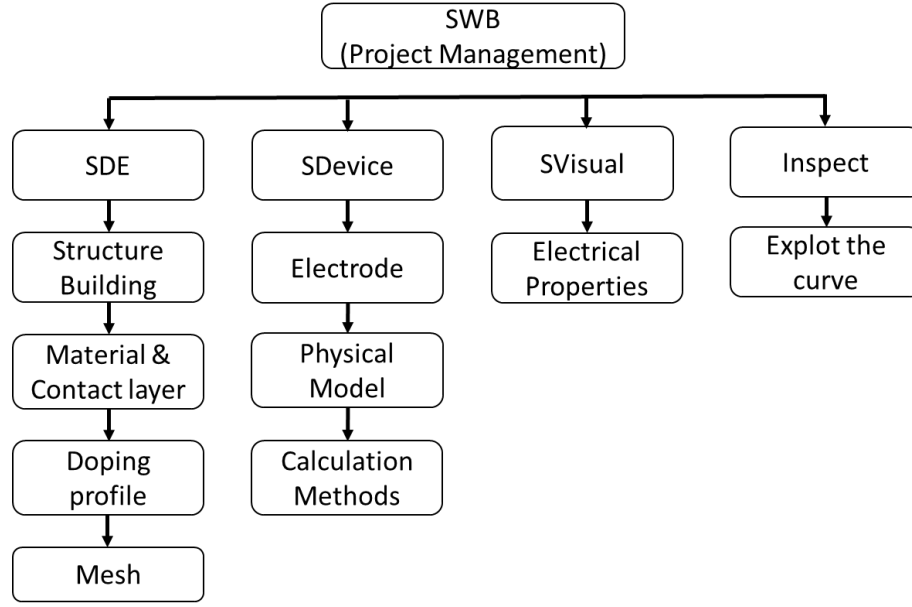 SWB
(Project Management)
SDE
SDevice
SVisual
Inspect
Structure
Building
Electrode
Electrical
Properties
Explot the
curve
Material &
Contact layer
Physical
Model
Doping
profile
Calculation
Methods
Mesh